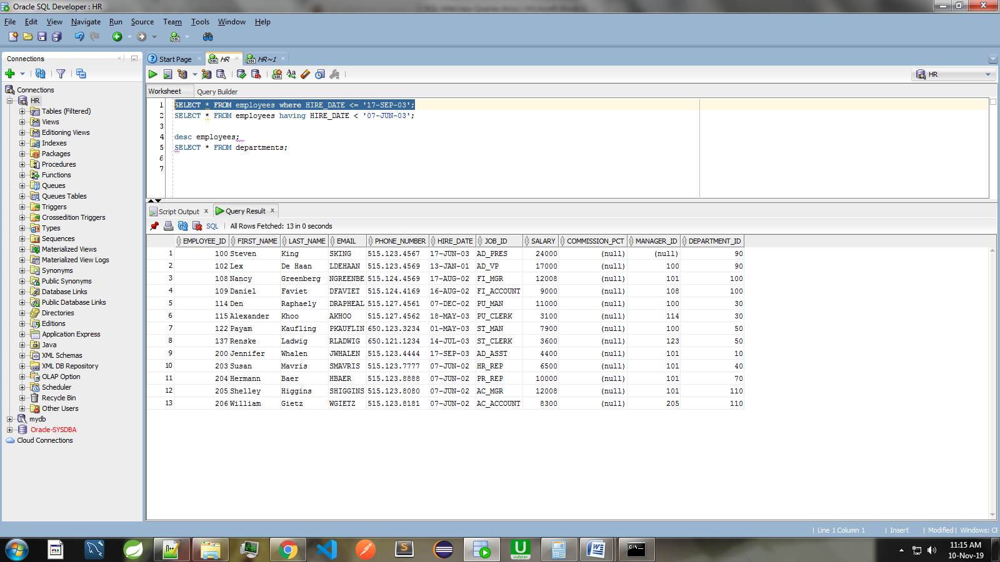 Oracle SQL Developer : HR
File Edit View Navigate Run Source Team Tools Window Help
Connections
Start Page HR HR~1
HR
Worksheet Query Builder
Connections
HR
Tables (Filtered)
Views
Editioning Views
Indexes
Packages
Procedures
Functions
Queues
Queues Tables
Triggers
Crossedition Triggers
Types
Sequences
Materialized Views
Materialized View Logs
Synonyms
Public Synonyms
Database Links
Public Database Links
Directories
Editions
Application Express
Java
XML Schemas
XML DB Repository
OLAP Option
Scheduler
Recycle Bin
Other Users
mydb
Oracle-SYSDBA
Cloud Connections
1 SELECT * FROM employees where HIRE_DATE <= '17-SEP-03';
2 SELECT * FROM employees having HIRE_DATE < '07-JUN-03';
3
4 desc employees;
5 SELECT * FROM departments;
6
7
Script Output Query Result
SQL All Rows Fetched: 13 in 0 seconds
EMPLOYEE_ID FIRST_NAME LAST_NAME EMAIL PHONE_NUMBER HIRE_DATE JOB_ID SALARY COMMISSION_PCT MANAGER_ID DEPARTMENT_ID
1 100 Steven King SKING 515.123.4567 17-JUN-03 AD_PRES 24000 (null) (null) 90
2 102 Lex De Haan LDEHAAN 515.123.4569 13-JAN-01 AD_VP 17000 (null) 100 90
3 108 Nancy Greenberg NGREENBE 515.124.4569 17-AUG-02 FI_MGR 12008 (null) 101 100
4 109 Daniel Faviet DFAVIET 515.124.4169 16-AUG-02 FI_ACCOUNT 9000 (null) 108 100
5 114 Den Raphaely DRAPHEAL 515.127.4561 07-DEC-02 PU_MAN 11000 (null) 100 30
6 115 Alexander Khoo AKHOO 515.127.4562 18-MAY-03 PU_CLERK 3100 (null) 114 30
7 122 Payam Kaufling PKAUFLIN 650.123.3234 01-MAY-03 ST_MAN 7900 (null) 100 50
8 137 Renske Ladwig RLADWIG 650.121.1234 14-JUL-03 ST_CLERK 3600 (null) 123 50
9 200 Jennifer Whalen JWHALEN 515.123.4444 17-SEP-03 AD_ASST 4400 (null) 101 10
10 203 Susan Mavris SMAVRIS 515.123.7777 07-JUN-02 HR_REP 6500 (null) 101 40
11 204 Hermann Baer HBAER 515.123.8888 07-JUN-02 PR_REP 10000 (null) 101 70
12 205 Shelley Higgins SHIGGINS 515.123.8080 07-JUN-02 AC_MGR 12008 (null) 101 110
13 206 William Gietz WGIETZ 515.123.8181 07-JUN-02 AC_ACCOUNT 8300 (null) 205 110
Line 1 Column 1 Insert Modified Windows: CF
11:15 AM
10-Nov-19